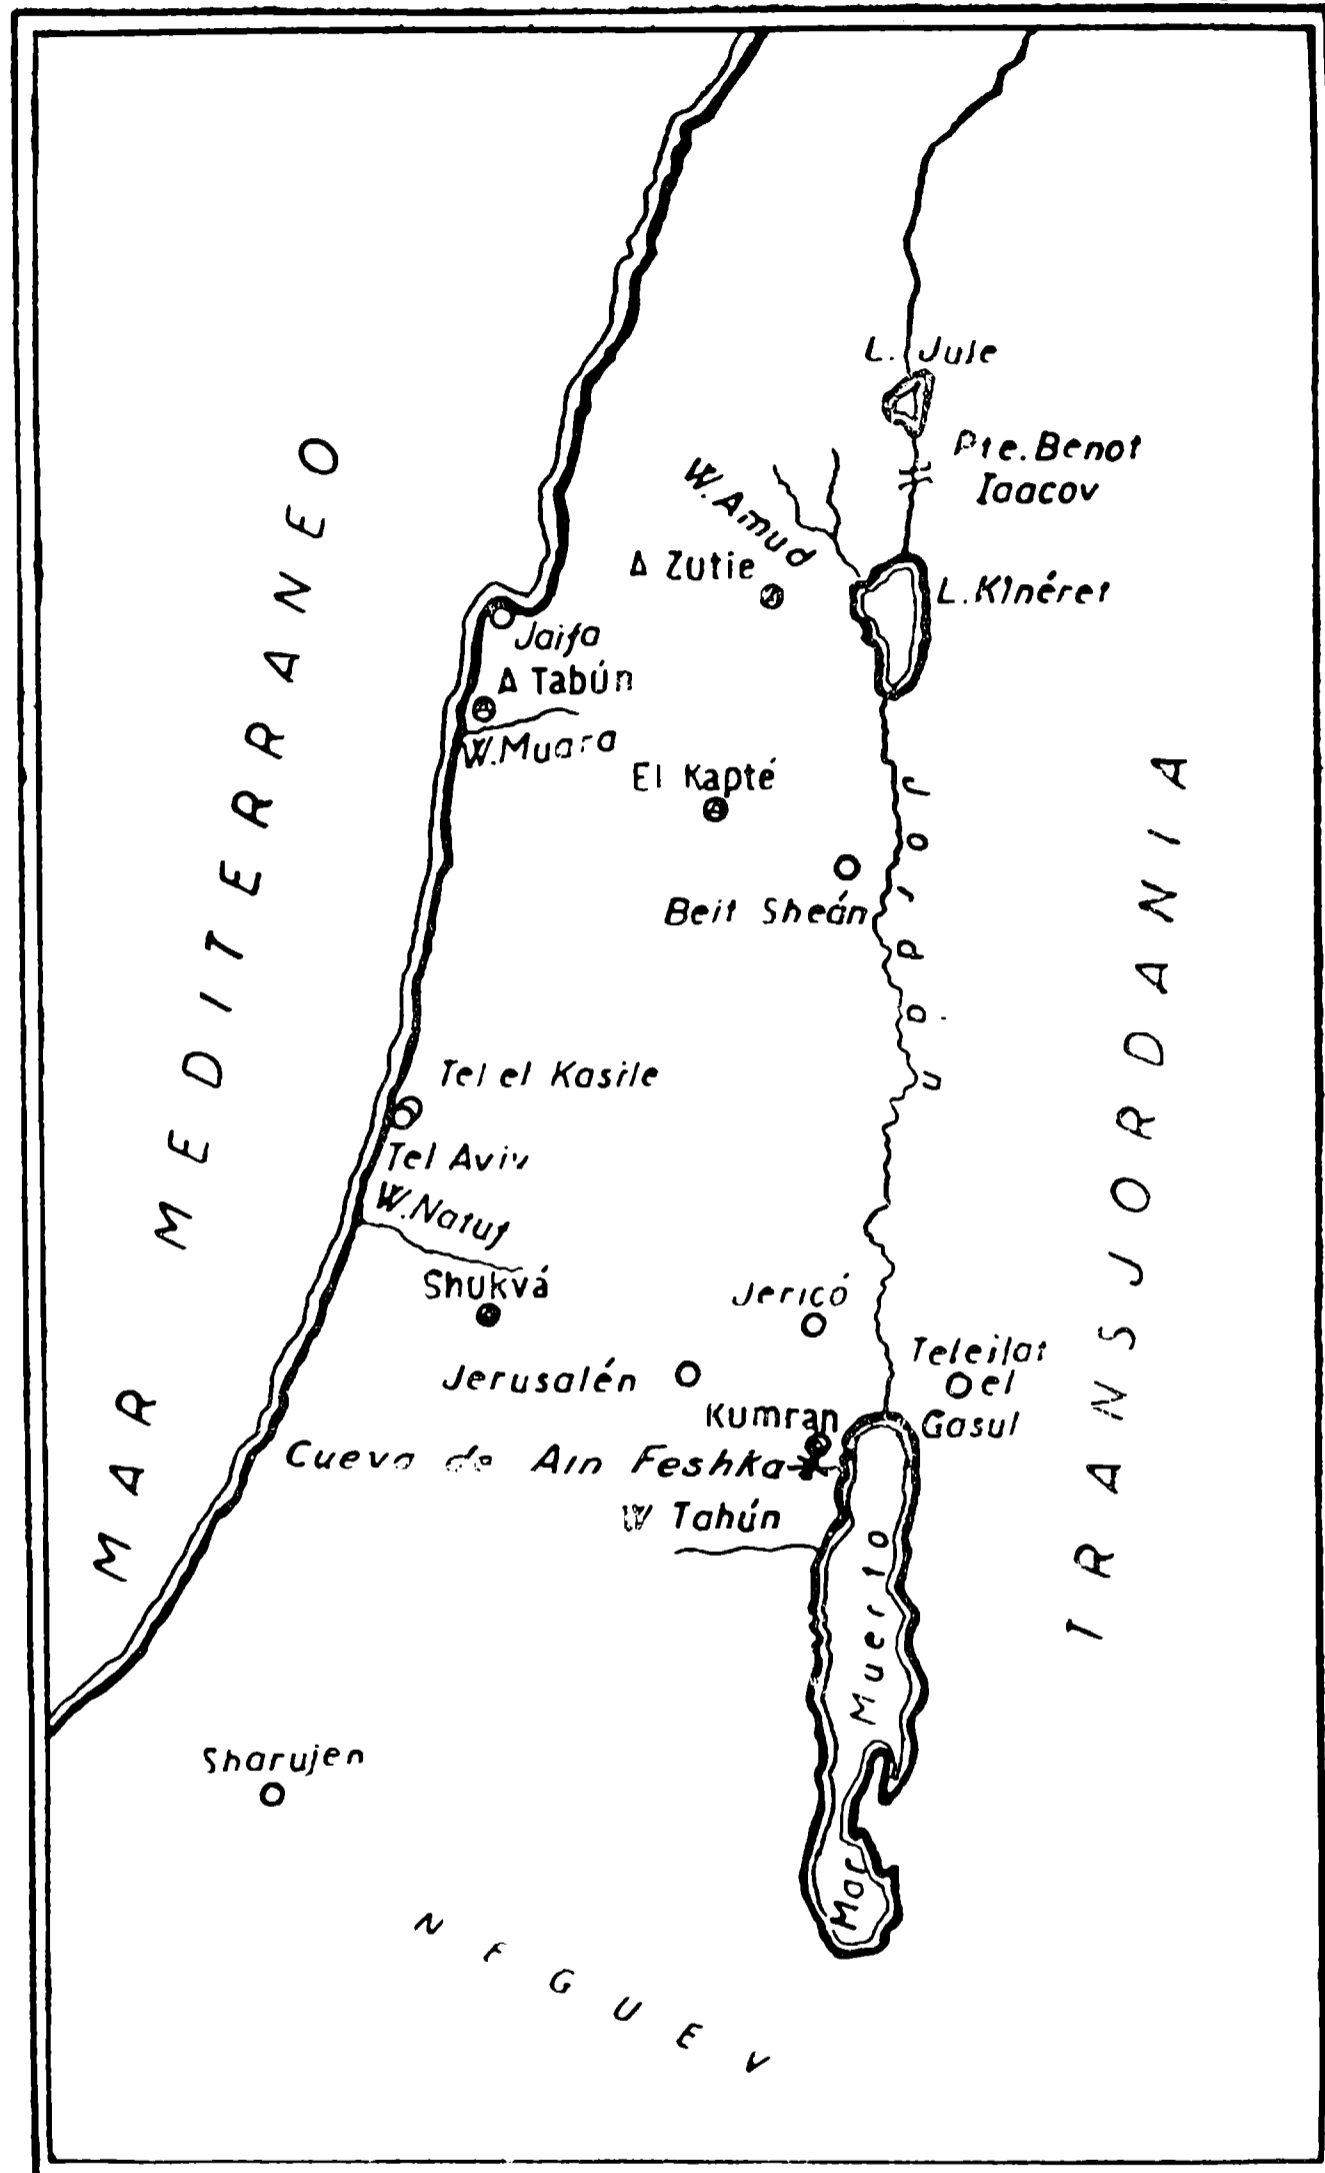 L. Jule
Pte. Benot
Iaacov
W. Amud
Δ Zutie
L. Kinéret
Jaifa
Δ Tabún
W. Muara
El Kapté
Beit Sheán
Jordán
MAR MEDITERRANEO
TRANSJORDANIA
Tel el Kasile
Tel Aviv
W. Natuf
Shukvá
Jericó
Jerusalén
Teleilat
el
Gasul
Kumran
Cueva de Ain Feshka
W Tahún
Mar Muerto
Sharujen
NEGUEV